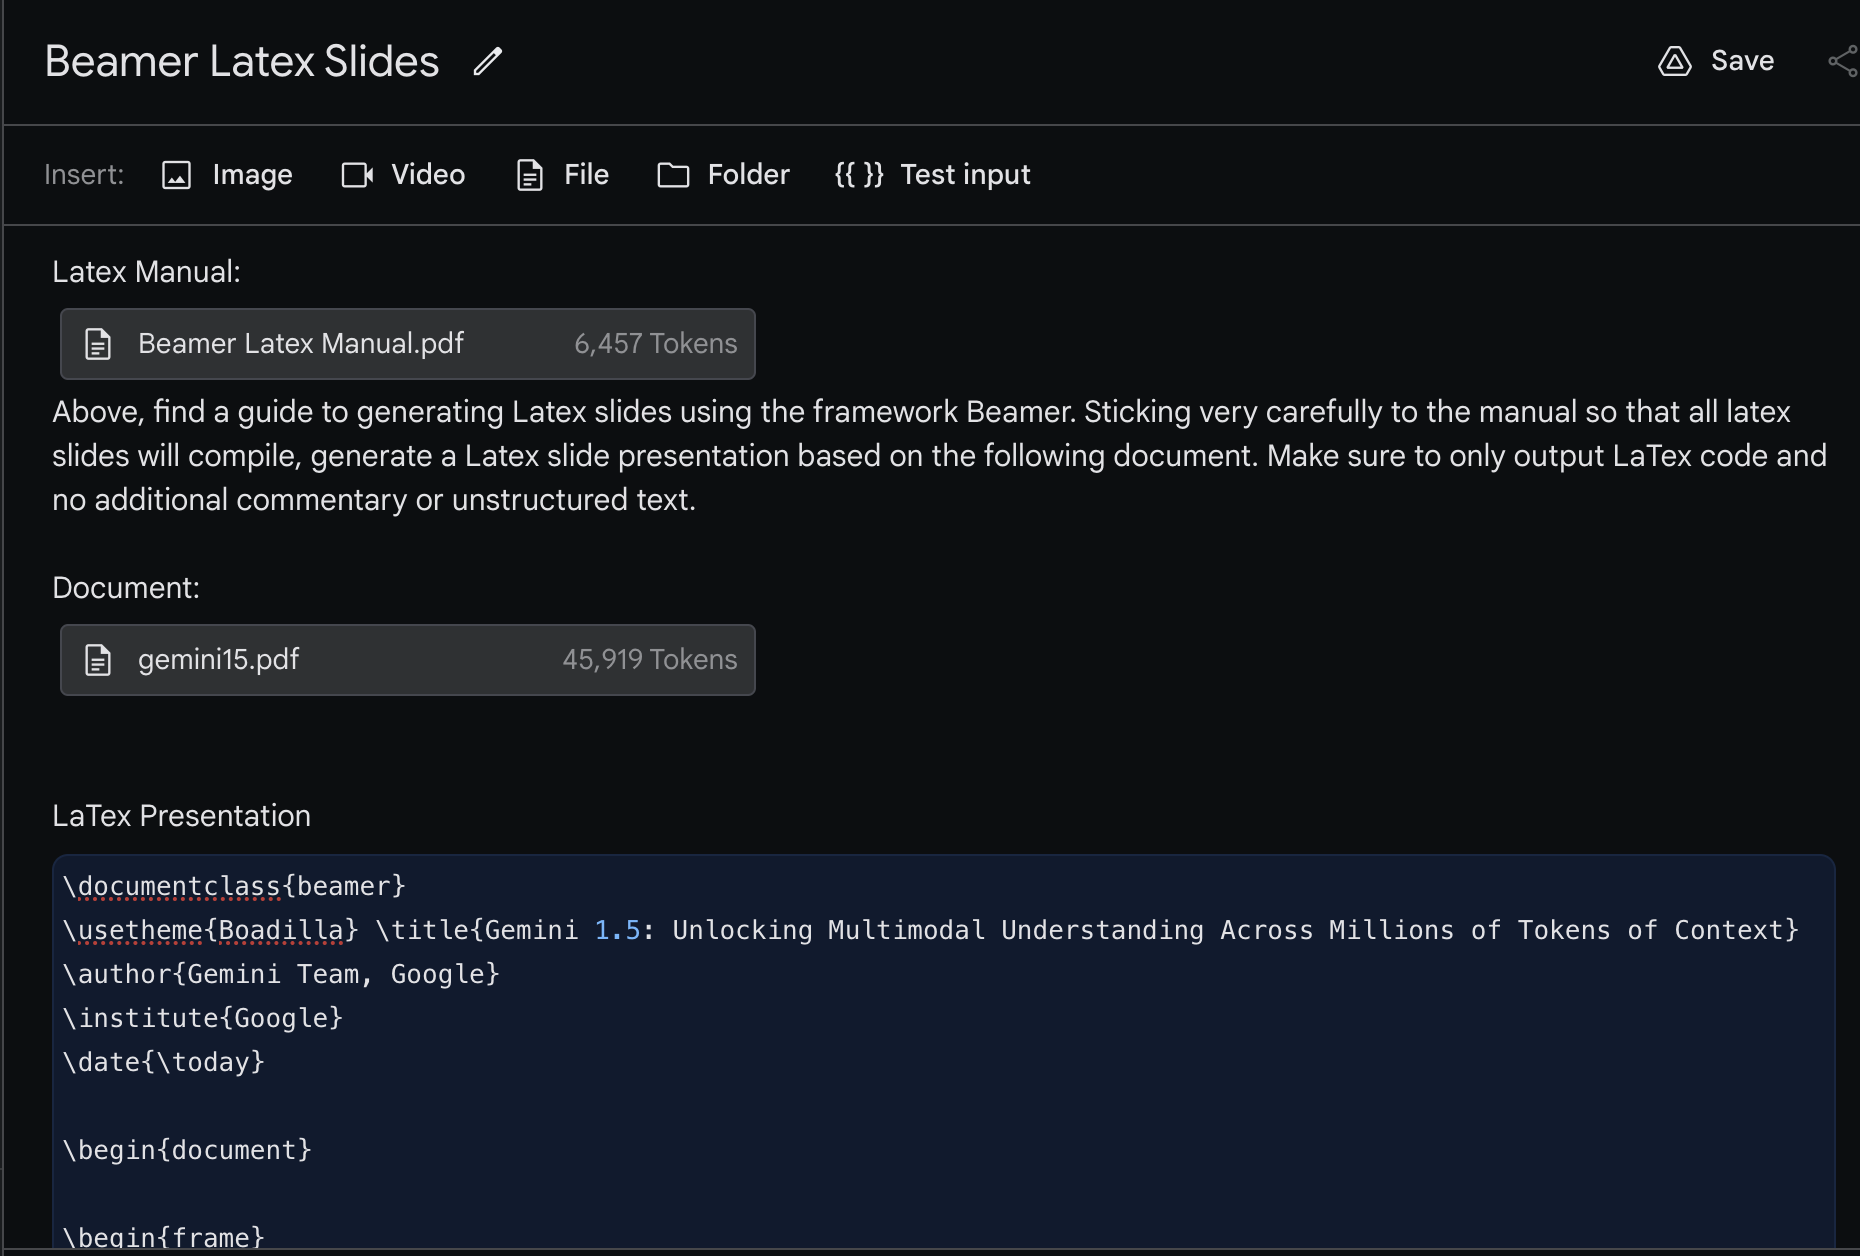 Beamer Latex Slides
Save
Insert: Image Video File Folder {{ }} Test input
Latex Manual:
Beamer Latex Manual.pdf 6,457 Tokens
Above, find a guide to generating Latex slides using the framework Beamer. Sticking very carefully to the manual so that all latex
slides will compile, generate a Latex slide presentation based on the following document. Make sure to only output LaTex code and
no additional commentary or unstructured text.
Document:
gemini15.pdf 45,919 Tokens
LaTex Presentation
\documentclass{beamer}
\usetheme{Boadilla} \title{Gemini 1.5: Unlocking Multimodal Understanding Across Millions of Tokens of Context}
\author{Gemini Team, Google}
\institute{Google}
\date{\today}
\begin{document}
\begin{frame}